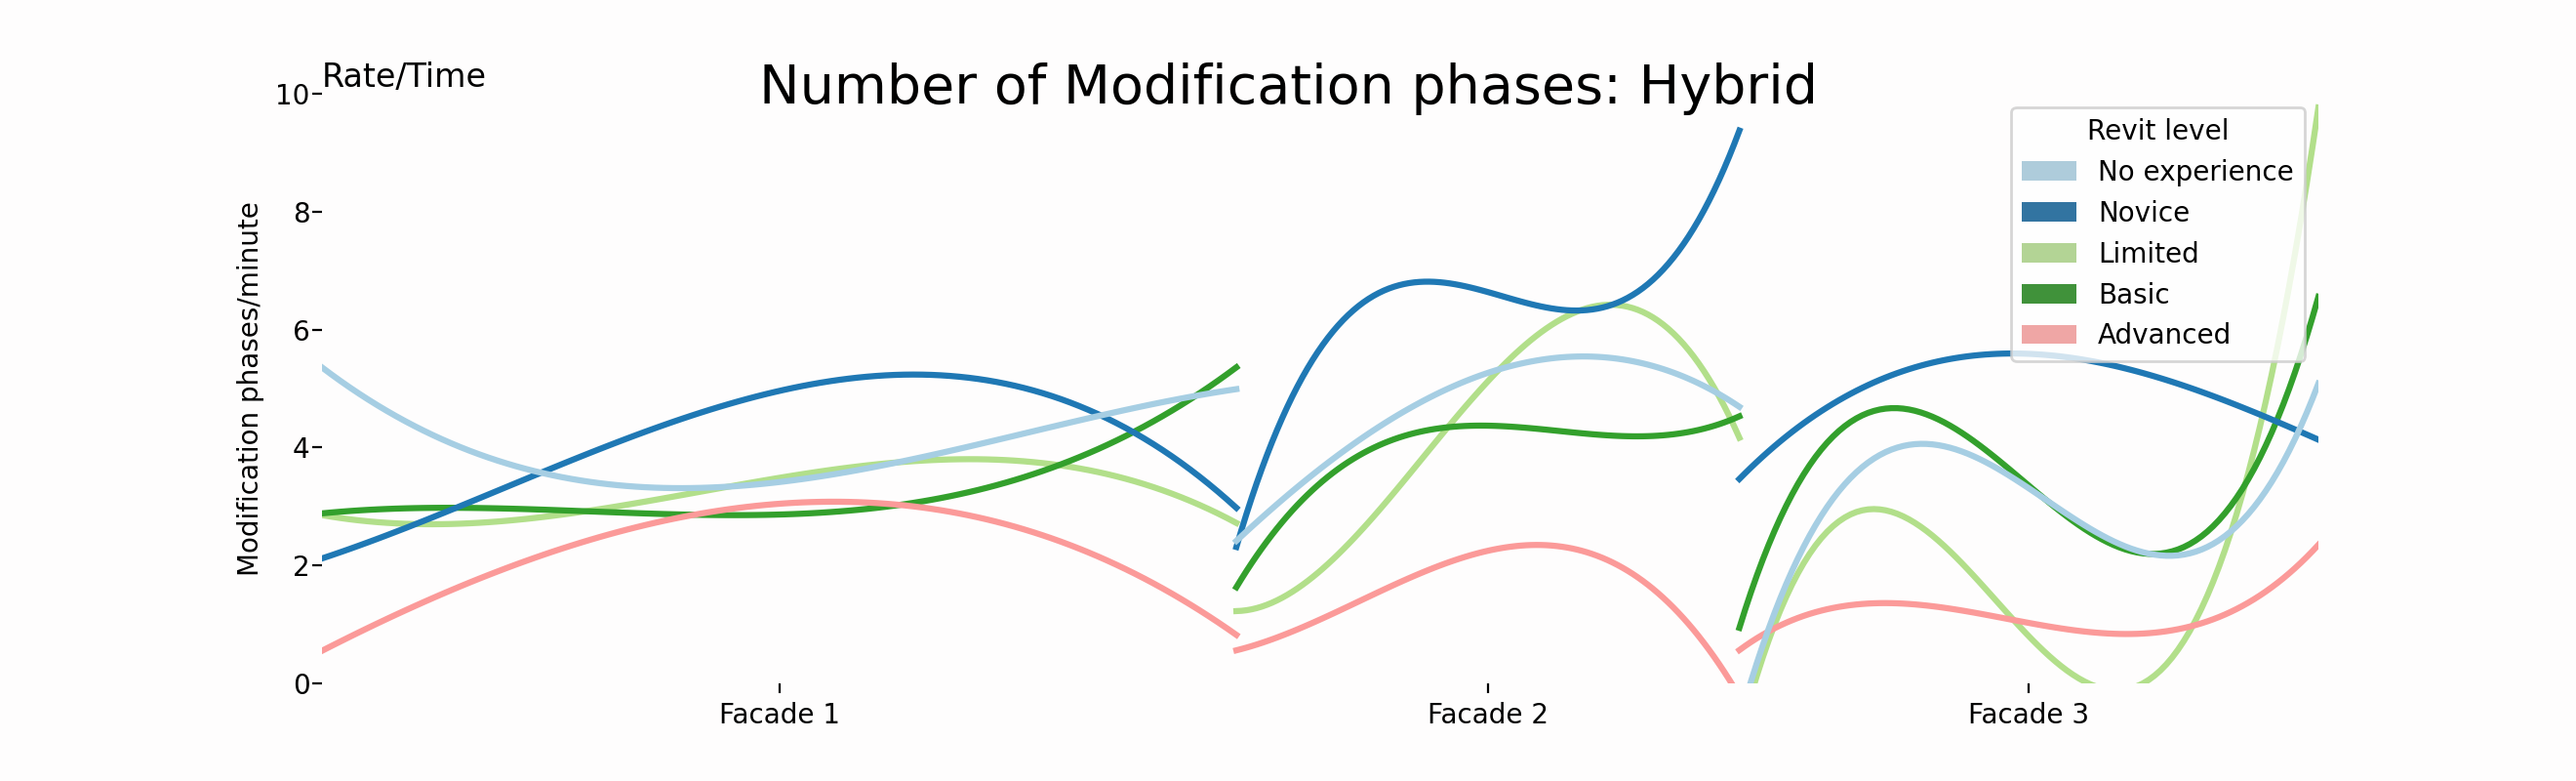 Rate/Time
Number of Modification phases: Hybrid
Modification phases/minute
10
8
6
4
2
0
Facade 1
Facade 2
Facade 3
Revit level
No experience
Novice
Limited
Basic
Advanced